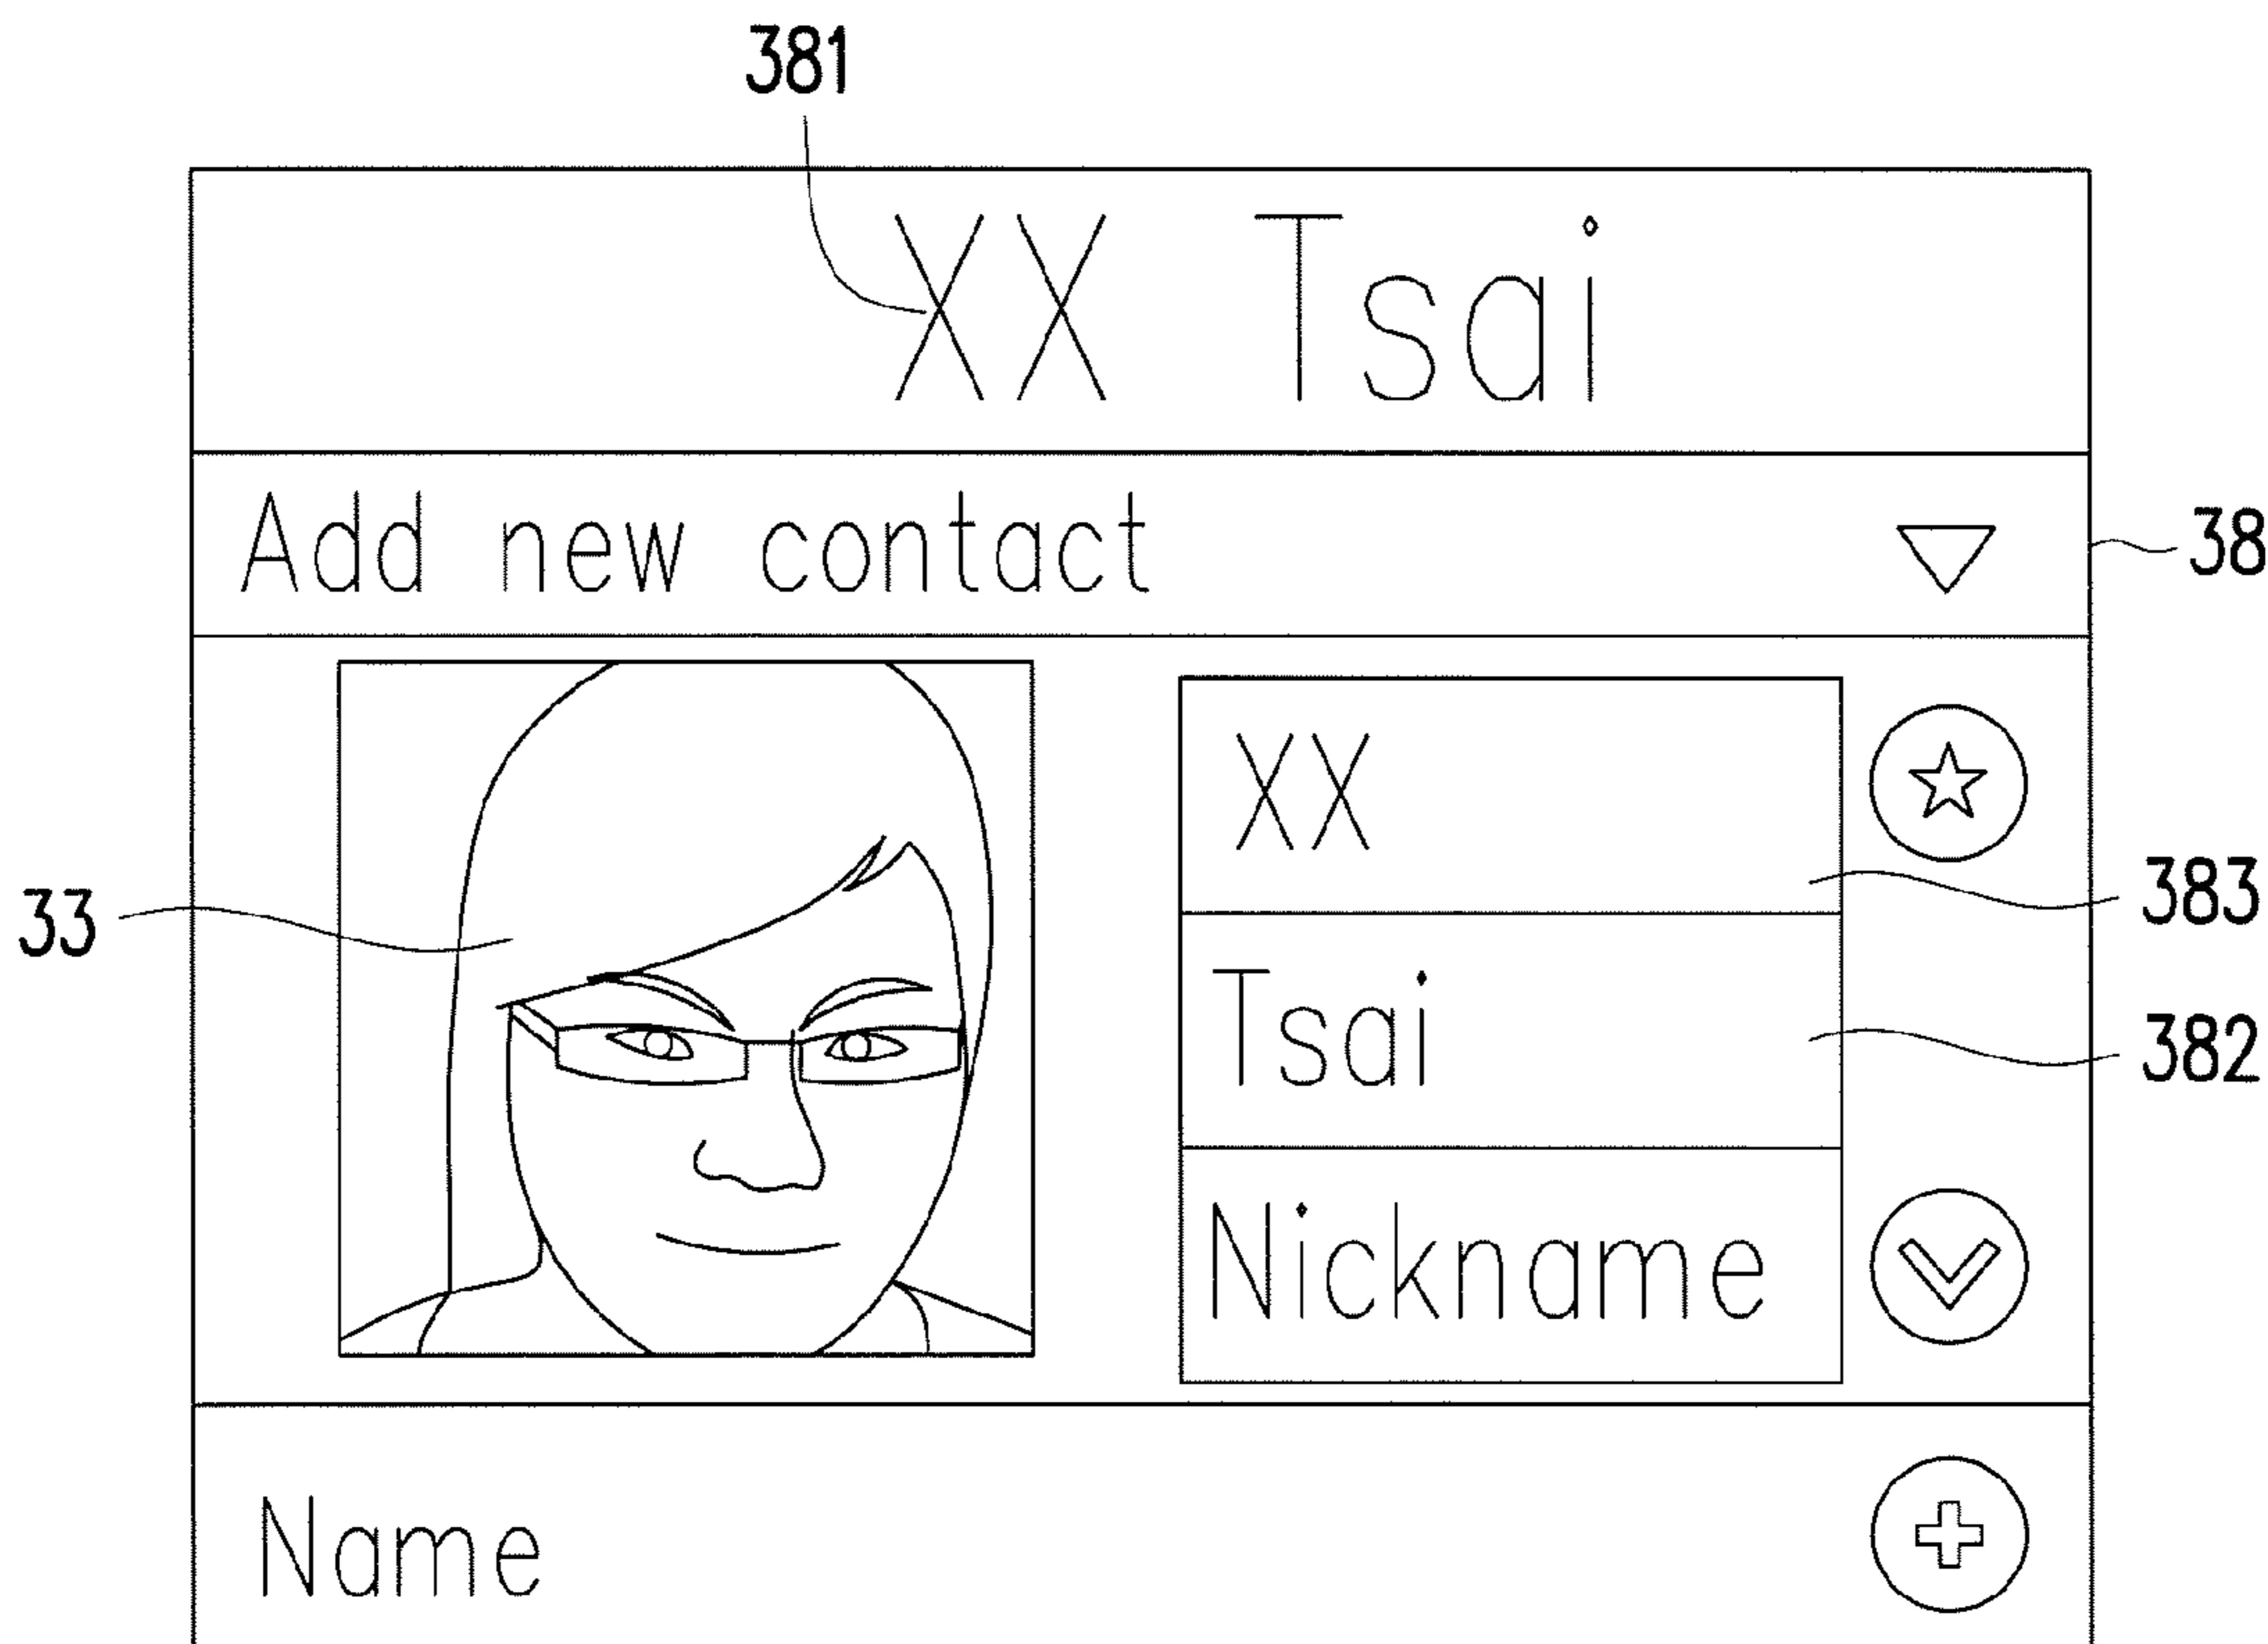 381
XX Tsai
Add new contact
38
XX
383
33
Tsai
382
Nickname
Name